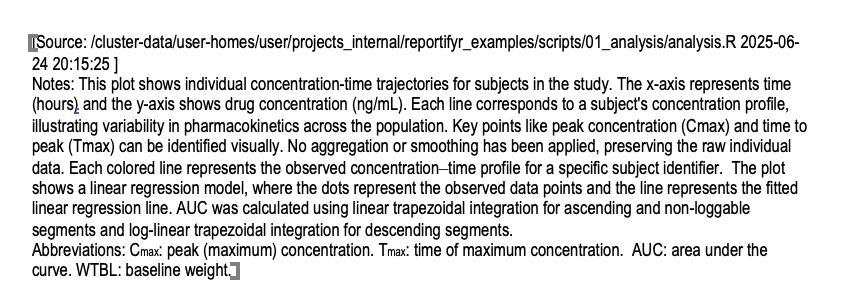 [Source: /cluster-data/user-homes/user/projects_internal/reportifyr_examples/scripts/01_analysis/analysis.R 2025-06-
24 20:15:25 ]
Notes: This plot shows individual concentration-time trajectories for subjects in the study. The x-axis represents time
(hours), and the y-axis shows drug concentration (ng/mL). Each line corresponds to a subject's concentration profile,
illustrating variability in pharmacokinetics across the population. Key points like peak concentration (Cmax) and time to
peak (Tmax) can be identified visually. No aggregation or smoothing has been applied, preserving the raw individual
data. Each colored line represents the observed concentration–time profile for a specific subject identifier.  The plot
shows a linear regression model, where the dots represent the observed data points and the line represents the fitted
linear regression line. AUC was calculated using linear trapezoidal integration for ascending and non-loggable
segments and log-linear trapezoidal integration for descending segments.
Abbreviations: Cmax: peak (maximum) concentration. Tmax: time of maximum concentration.  AUC: area under the
curve. WTBL: baseline weight.